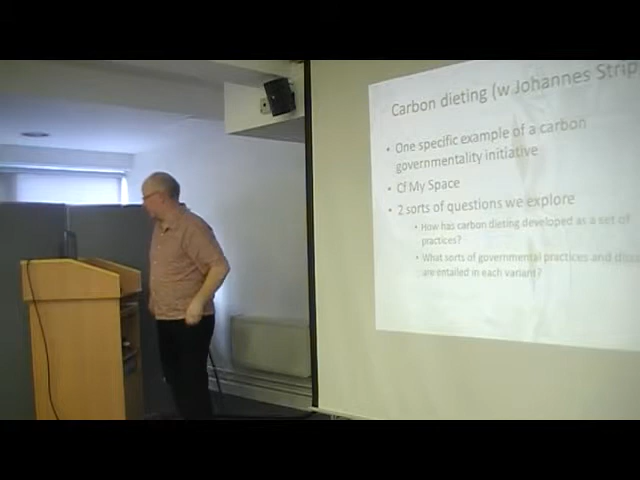 Carbon dieting (w Johannes Strip
• One specific example of a carbon
governmentality initiative
• Cf My Space
• 2 sorts of questions we explore
• How has carbon dieting developed as a set of
practices?
• What sorts of governmental practices and
are entailed in each variant?